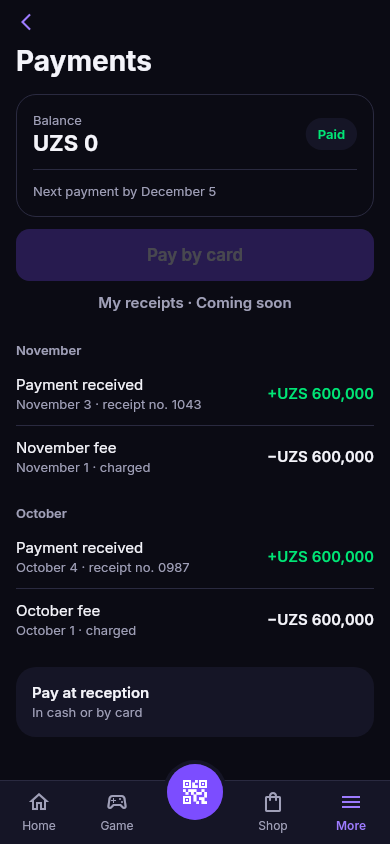 Payments
Balance
UZS 0
Paid
Next payment by December 5
Pay by card
My receipts · Coming soon
November
Payment received
+UZS 600,000
November 3 · receipt no. 1043
November fee
−UZS 600,000
November 1 · charged
October
Payment received
+UZS 600,000
October 4 · receipt no. 0987
October fee
−UZS 600,000
October 1 · charged
Pay at reception
In cash or by card
Home
Game
Shop
More